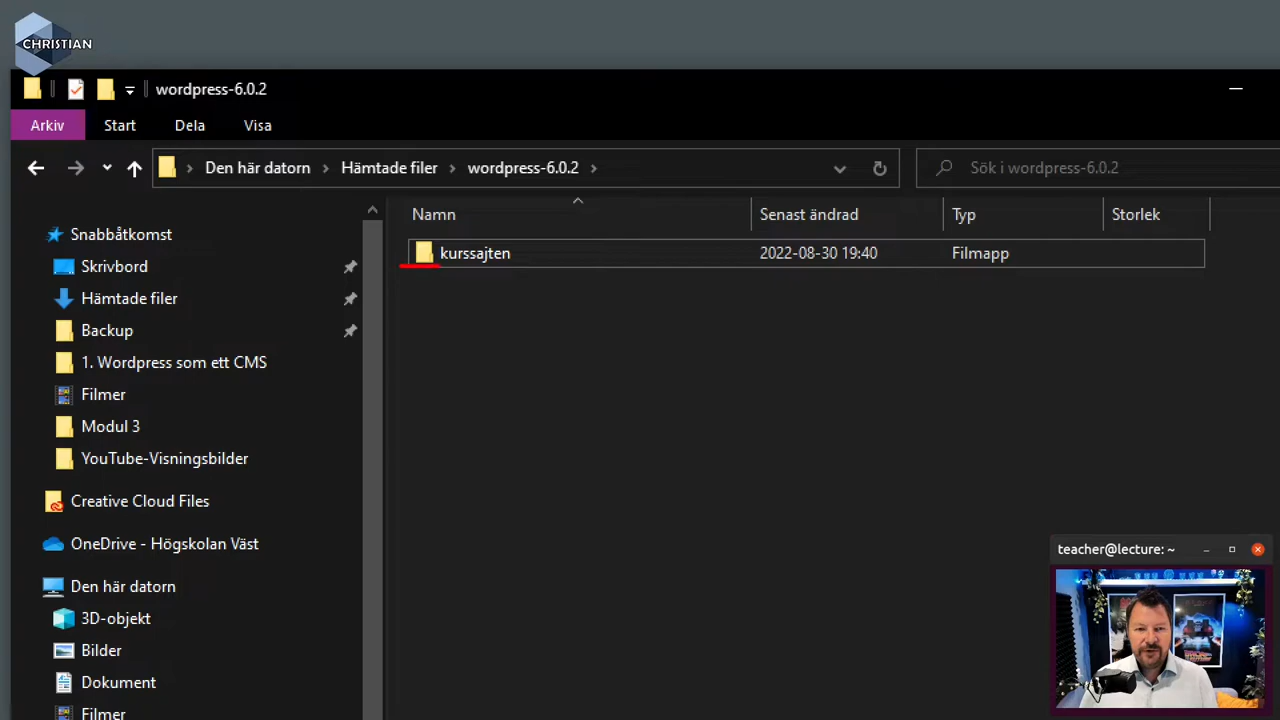 CHRISTIAN
wordpress-6.0.2
Arkiv Start Dela Visa
Den här datorn Hämtade filer wordpress-6.0.2
Sök i wordpress-6.0.2
Namn Senast ändrad Typ Storlek
kurssajten 2022-08-30 19:40 Filmapp
Snabbåtkomst
Skrivbord
Hämtade filer
Backup
1. Wordpress som ett CMS
Filmer
Modul 3
YouTube-Visningsbilder
Creative Cloud Files
OneDrive - Högskolan Väst
Den här datorn
3D-objekt
Bilder
Dokument
Filmer
teacher@lecture: ~